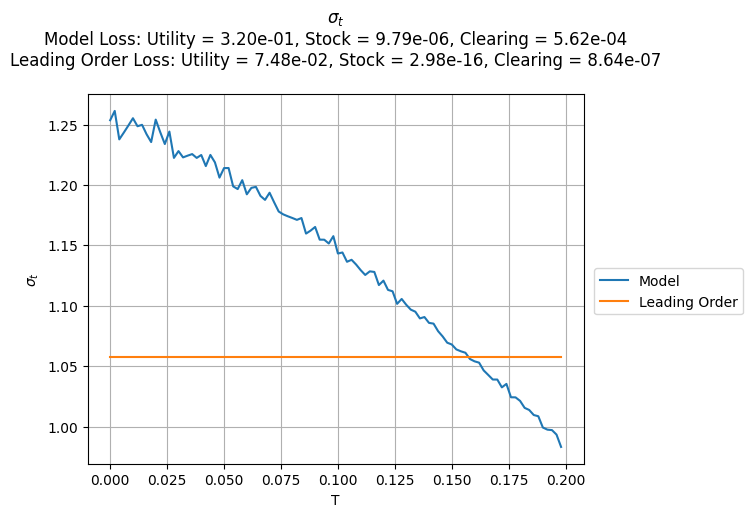 σₜ
Model Loss: Utility = 3.20e-01, Stock = 9.79e-06, Clearing = 5.62e-04
Leading Order Loss: Utility = 7.48e-02, Stock = 2.98e-16, Clearing = 8.64e-07
1.25
1.20
1.15
1.10
1.05
1.00
σₜ
0.000 0.025 0.050 0.075 0.100 0.125 0.150 0.175 0.200
T
Model
Leading Order